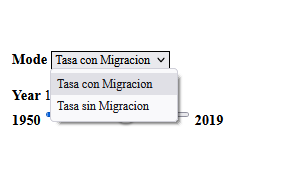 Mode Tasa con Migracion
Tasa con Migracion
Year 1
Tasa sin Migracion
1950 2019